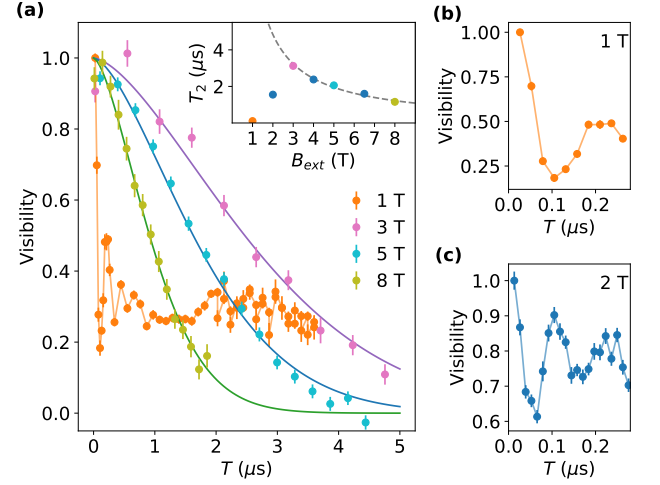 (a)
1.0
0.8
0.6
0.4
0.2
0.0
Visibility
0
1
2
3
4
5
T (μs)
4
2
T2 (μs)
1
2
3
4
5
6
7
8
Bext (T)
1 T
3 T
5 T
8 T
(b)
1 T
1.00
0.75
0.50
0.25
Visibility
0.0
0.1
0.2
T (μs)
(c)
2 T
1.0
0.9
0.8
0.7
0.6
Visibility
0.0
0.1
0.2
T (μs)